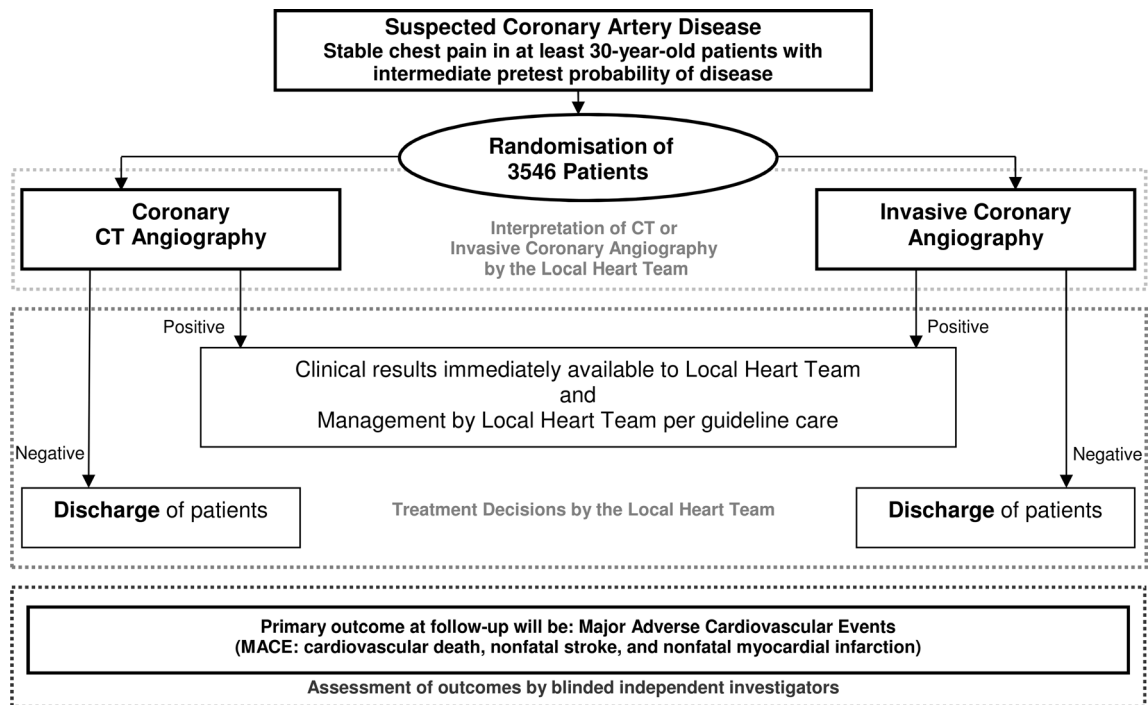 Suspected Coronary Artery Disease
Stable chest pain in at least 30-year-old patients with
intermediate pretest probability of disease
Randomisation of
3546 Patients
Coronary
CT Angiography
Interpretation of CT or
Invasive Coronary Angiography
by the Local Heart Team
Invasive Coronary
Angiography
Positive
Positive
Clinical results immediately available to Local Heart Team
and
Management by Local Heart Team per guideline care
Negative
Negative
Discharge of patients
Treatment Decisions by the Local Heart Team
Discharge of patients
Primary outcome at follow-up will be: Major Adverse Cardiovascular Events
(MACE: cardiovascular death, nonfatal stroke, and nonfatal myocardial infarction)
Assessment of outcomes by blinded independent investigators